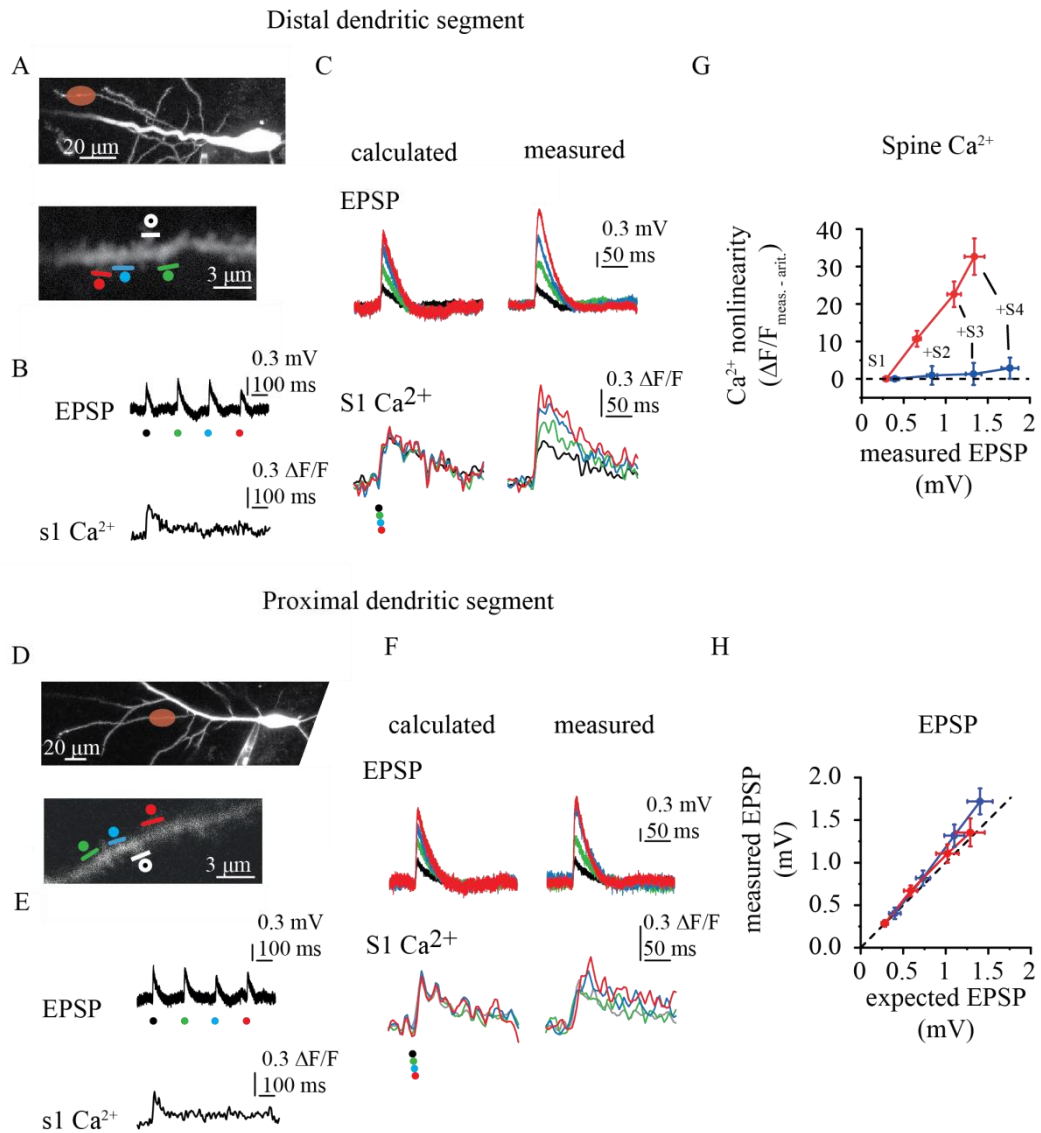 Distal dendritic segment
A
20 μm
3 μm
B
EPSP
0.3 mV
100 ms
s1 Ca²⁺
0.3 ΔF/F
100 ms
C
calculated
measured
EPSP
0.3 mV
50 ms
S1 Ca²⁺
0.3 ΔF/F
50 ms
G
Spine Ca²⁺
Ca²⁺ nonlinearity
(ΔF/F meas. - arit.)
40
30
20
10
0
S1
+S2
+S3
+S4
0
0.5
1
1.5
2
measured EPSP
(mV)
Proximal dendritic segment
D
20 μm
3 μm
E
EPSP
0.3 mV
100 ms
s1 Ca²⁺
0.3 ΔF/F
100 ms
F
calculated
measured
EPSP
0.3 mV
50 ms
S1 Ca²⁺
0.3 ΔF/F
50 ms
H
EPSP
measured EPSP
(mV)
2.0
1.5
1.0
0.5
0.0
0
0.5
1
1.5
2
expected EPSP
(mV)